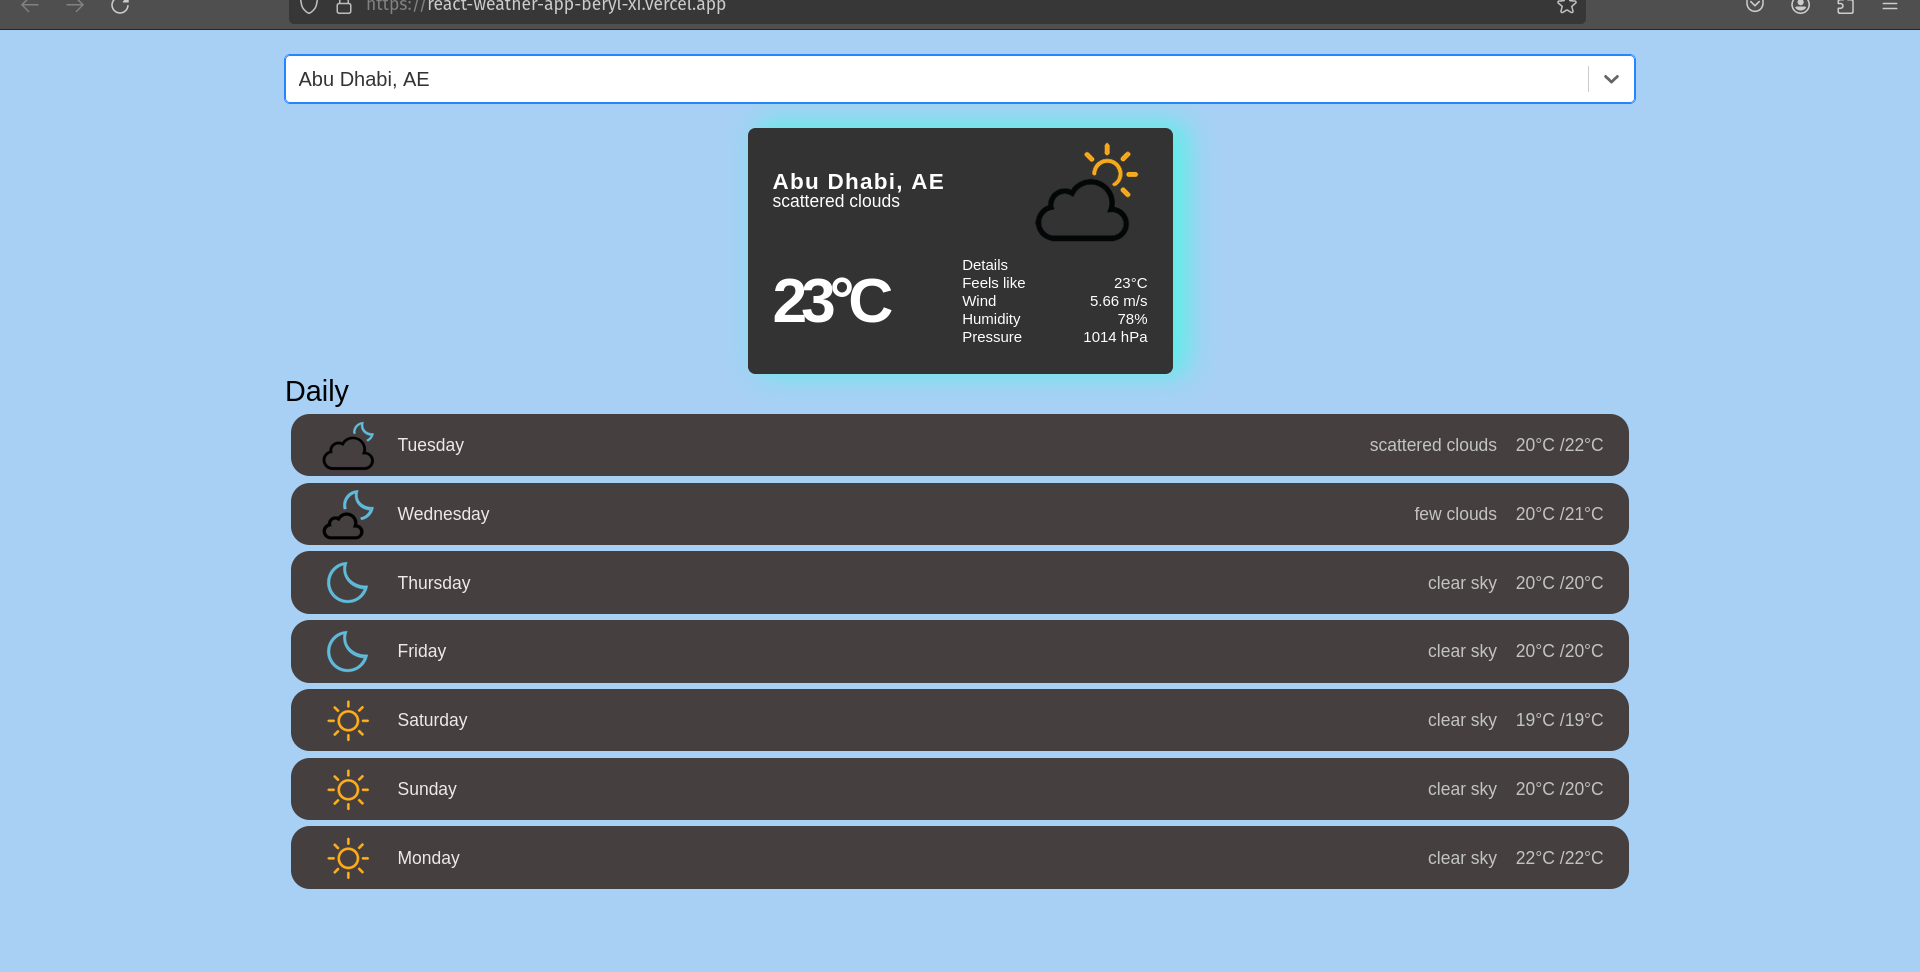 https://react-weather-app-beryl-xi.vercel.app
Abu Dhabi, AE
Abu Dhabi, AE
scattered clouds
23°C
Details
Feels like 23°C
Wind 5.66 m/s
Humidity 78%
Pressure 1014 hPa
Daily
Tuesday scattered clouds 20°C /22°C
Wednesday few clouds 20°C /21°C
Thursday clear sky 20°C /20°C
Friday clear sky 20°C /20°C
Saturday clear sky 19°C /19°C
Sunday clear sky 20°C /20°C
Monday clear sky 22°C /22°C